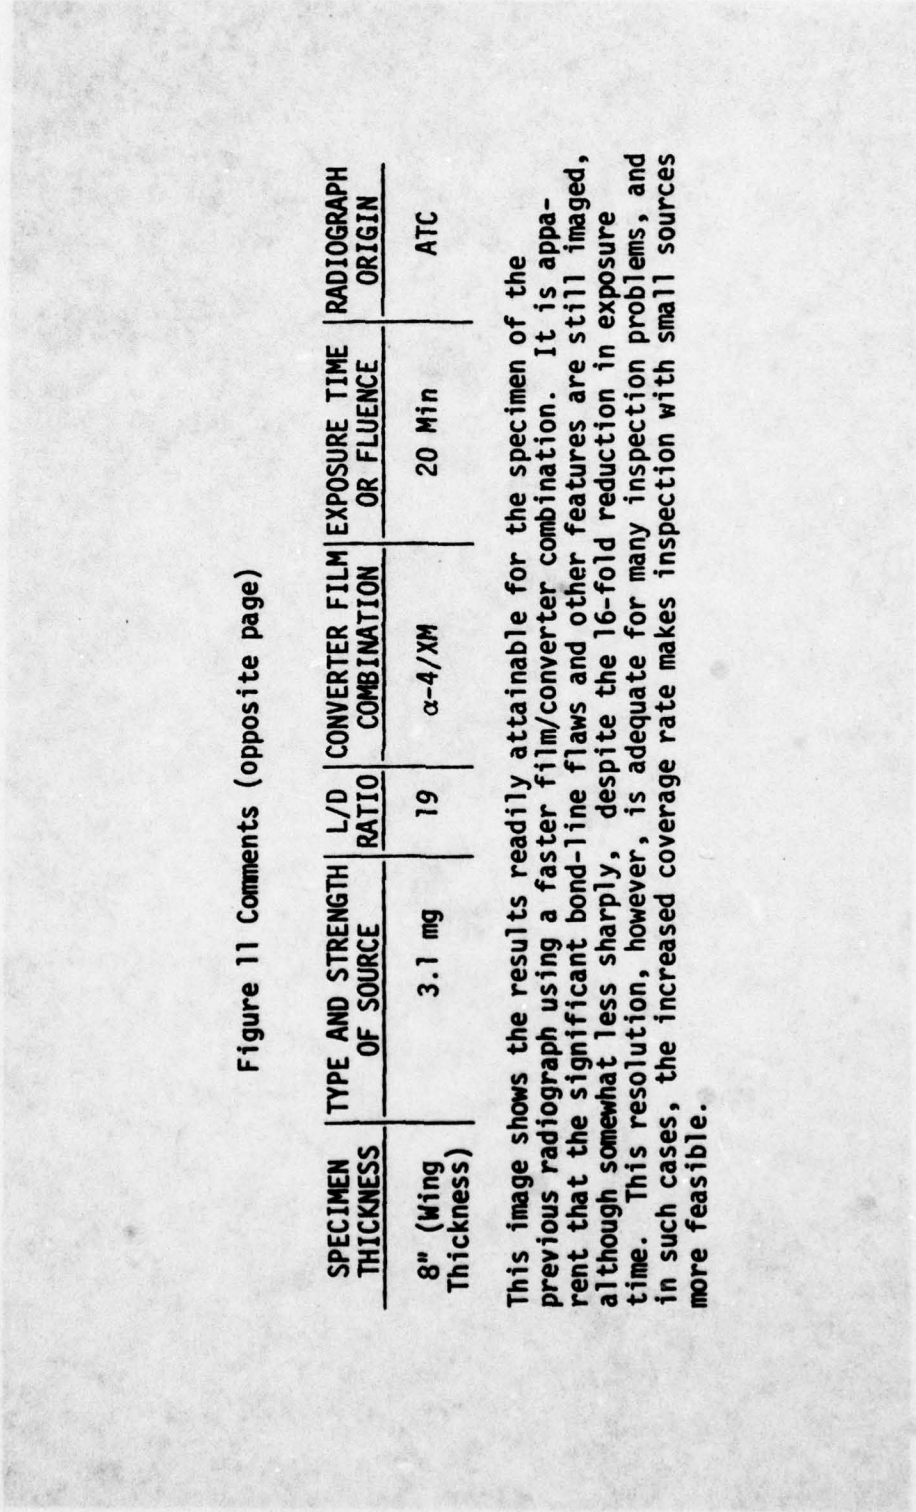 Figure 11 Comments (opposite page)
SPECIMEN THICKNESS | TYPE AND STRENGTH OF SOURCE | L/D RATIO | CONVERTER FILM COMBINATION | EXPOSURE TIME OR FLUENCE | RADIOGRAPH ORIGIN
8" (Wing Thickness) | 3.1 mg | 19 | α-4/XM | 20 Min | ATC
This image shows the results readily attainable for the specimen of the
previous radiograph using a faster film/converter combination. It is appa-
rent that the significant bond-line flaws and other features are still imaged,
although somewhat less sharply, despite the 16-fold reduction in exposure
time. This resolution, however, is adequate for many inspection problems, and
in such cases, the increased coverage rate makes inspection with small sources
more feasible.